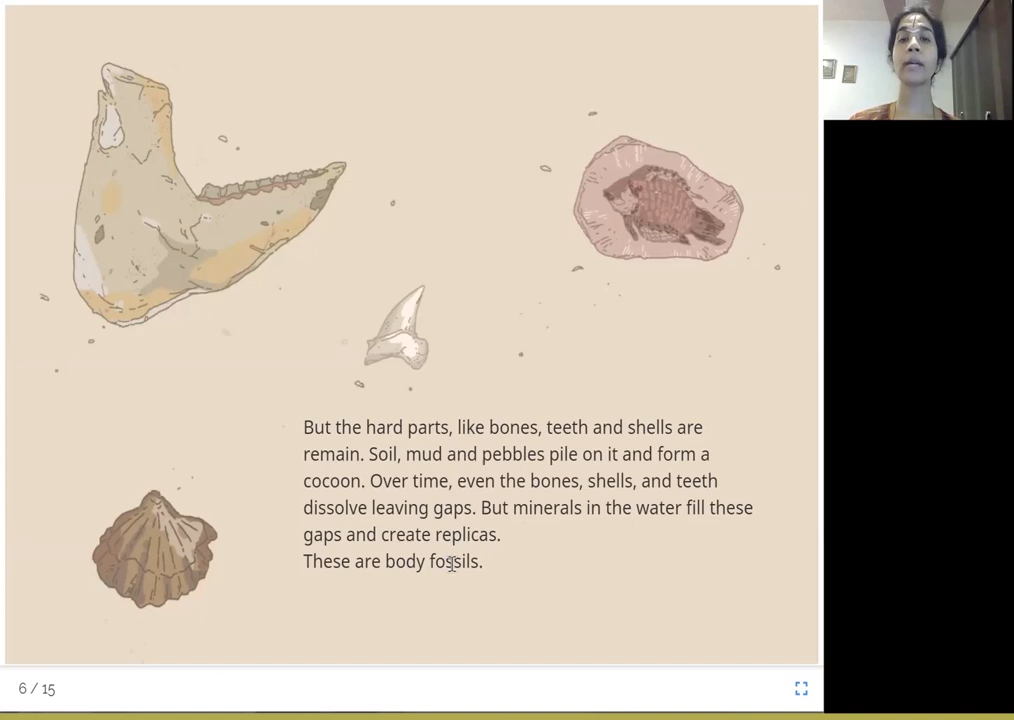 But the hard parts, like bones, teeth and shells are
remain. Soil, mud and pebbles pile on it and form a
cocoon. Over time, even the bones, shells, and teeth
dissolve leaving gaps. But minerals in the water fill these
gaps and create replicas.
These are body fossils.
6 / 15